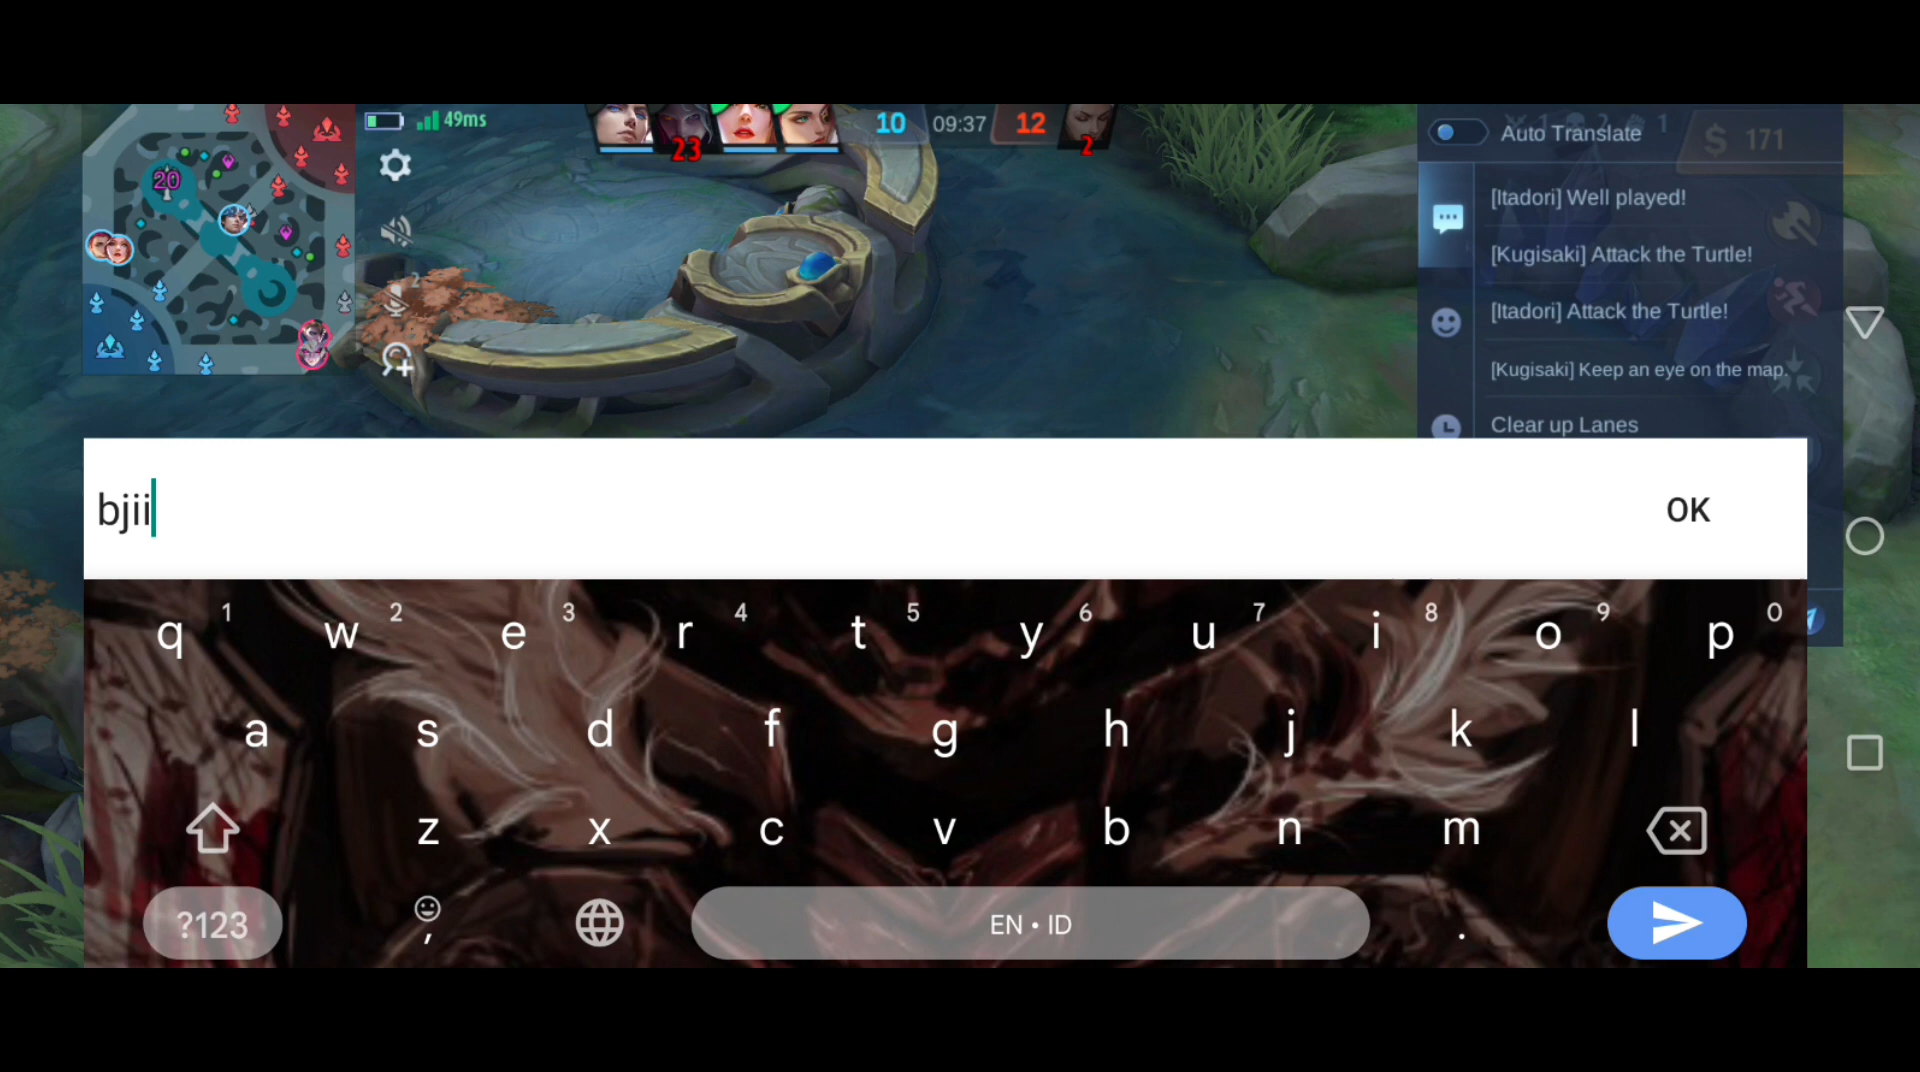 49ms
23
10
09:37
12
2
20
2
Auto Translate
1
171
[Itadori] Well played!
[Kugisaki] Attack the Turtle!
[Itadori] Attack the Turtle!
[Kugisaki] Keep an eye on the map.
Clear up Lanes
bjii
OK
q 1 w 2 e 3 r 4 t 5 y 6 u 7 i 8 o 9 p 0
a s d f g h j k l
z x c v b n m
?123 , EN • ID .